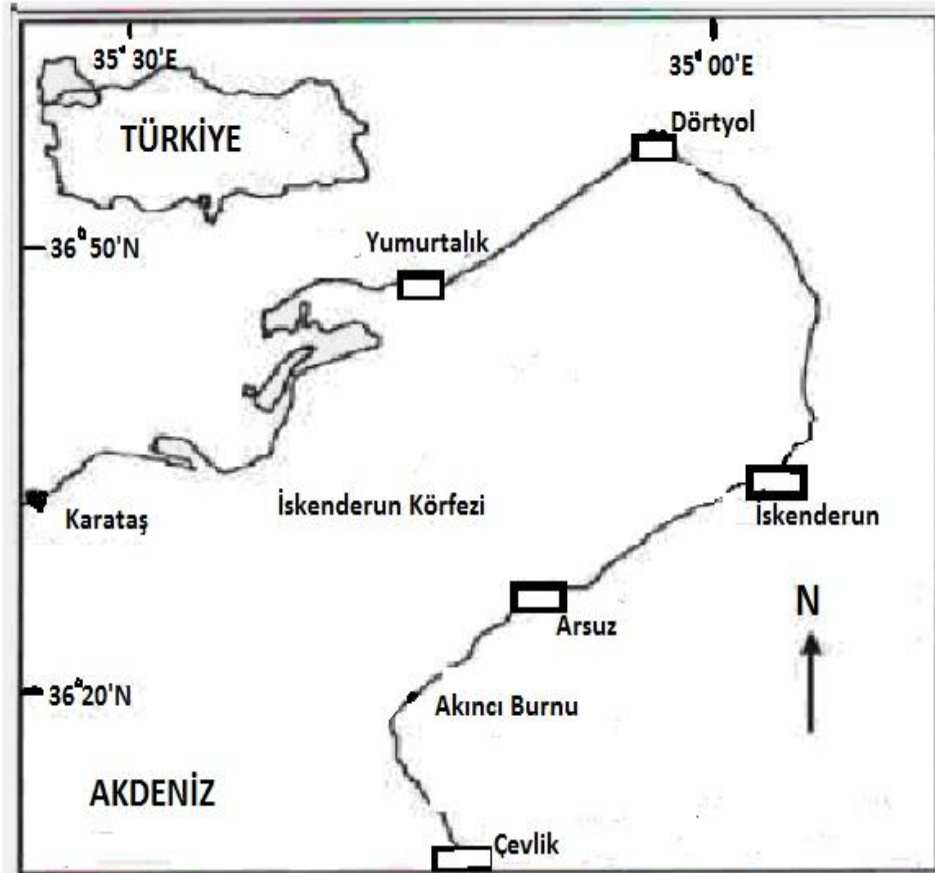 35° 30'E
35° 00'E
Dörtyol
TÜRKİYE
Yumurtalık
36° 50'N
İskenderun Körfezi
Karataş
İskenderun
N
Arsuz
36° 20'N
Akıncı Burnu
AKDENİZ
Çevlik